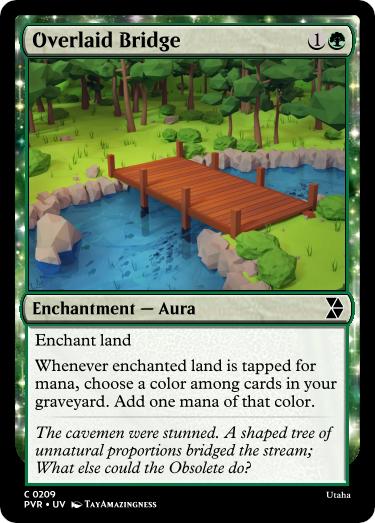 Overlaid Bridge 1
Enchantment — Aura
Enchant land
Whenever enchanted land is tapped for
mana, choose a color among cards in your
graveyard. Add one mana of that color.
The cavemen were stunned. A shaped tree of
unnatural proportions bridged the stream;
What else could the Obsolete do?
C 0209
PVR • UV TayAmazingness
Utaha